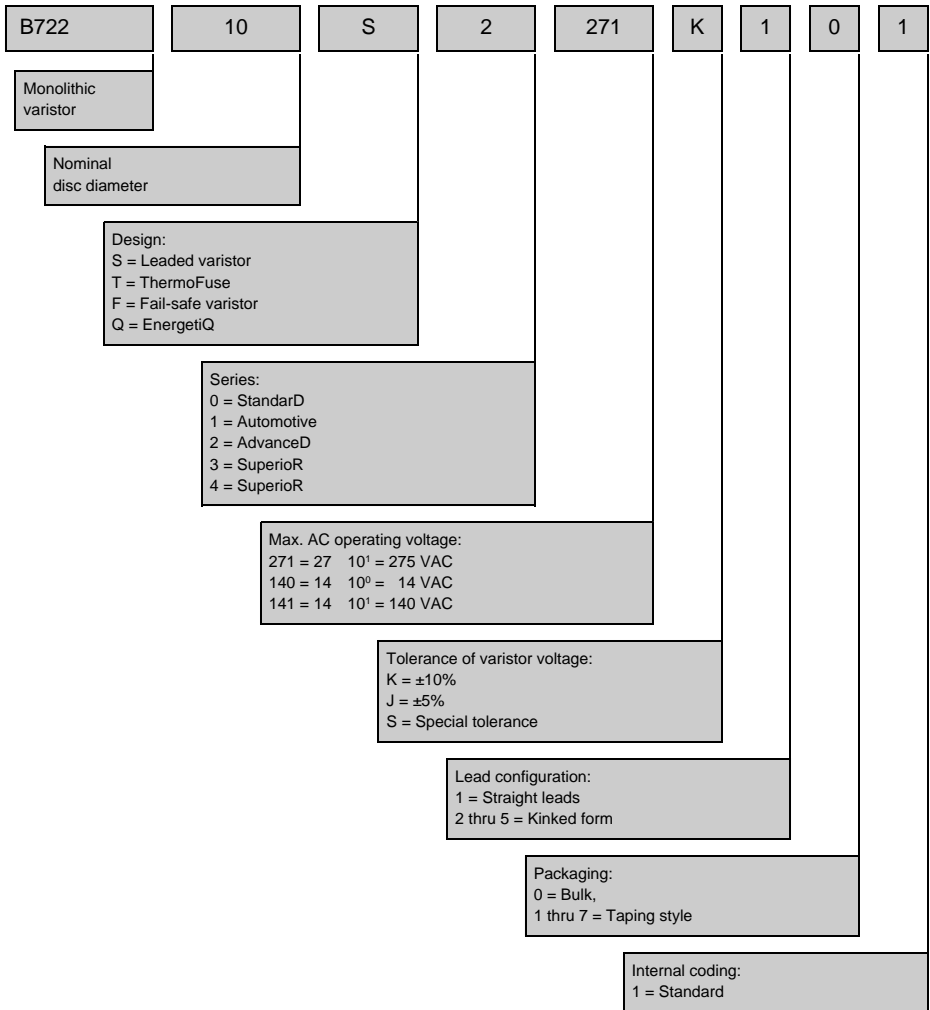 B722 10 S 2 271 K 1 0 1
Monolithic
varistor
Nominal
disc diameter
Design:
S = Leaded varistor
T = ThermoFuse
F = Fail-safe varistor
Q = EnergetiQ
Series:
0 = StandarD
1 = Automotive
2 = AdvanceD
3 = SuperioR
4 = SuperioR
Max. AC operating voltage:
271 = 27 10¹ = 275 VAC
140 = 14 10⁰ = 14 VAC
141 = 14 10¹ = 140 VAC
Tolerance of varistor voltage:
K = ±10%
J = ±5%
S = Special tolerance
Lead configuration:
1 = Straight leads
2 thru 5 = Kinked form
Packaging:
0 = Bulk,
1 thru 7 = Taping style
Internal coding:
1 = Standard